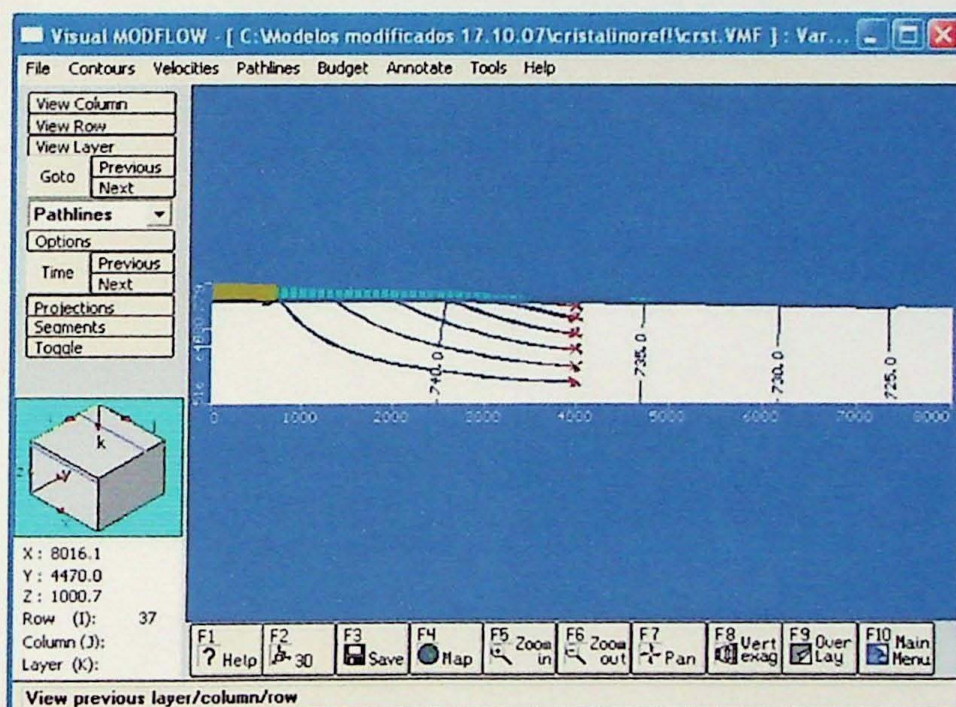 Visual MODFLOW - [ C:\Modelos modificados 17.10.07\cristalinoref!\crst.VMF ] : Var...
File Contours Velocities Pathlines Budget Annotate Tools Help
View Column
View Row
View Layer
Goto Previous
Next
Pathlines
Options
Time Previous
Next
Projections
Segments
Toggle
740.0
735.0
730.0
725.0
0 1000 2000 3000 4000 5000 6000 7000 8000
k
X : 8016.1
Y : 4470.0
Z : 1000.7
Row (I): 37
Column (J):
Layer (K):
F1 ? Help
F2 3D
F3 Save
F4 Map
F5 Zoom in
F6 Zoom out
F7 Pan
F8 Vert exag
F9 Over Lay
F10 Main Menu
View previous layer/column/row